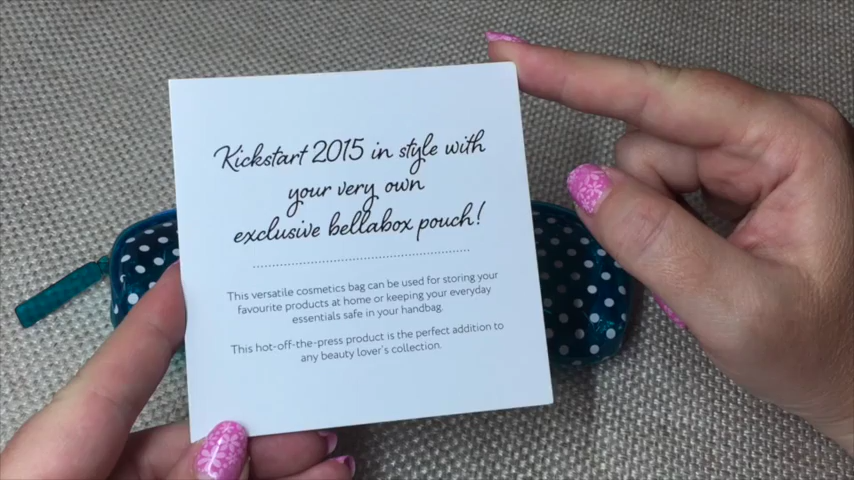 Kickstart 2015 in style with
your very own
exclusive bellabox pouch!
This versatile cosmetics bag can be used for storing your
favourite products at home or keeping your everyday
essentials safe in your handbag.
This hot-off-the-press product is the perfect addition to
any beauty lover's collection.